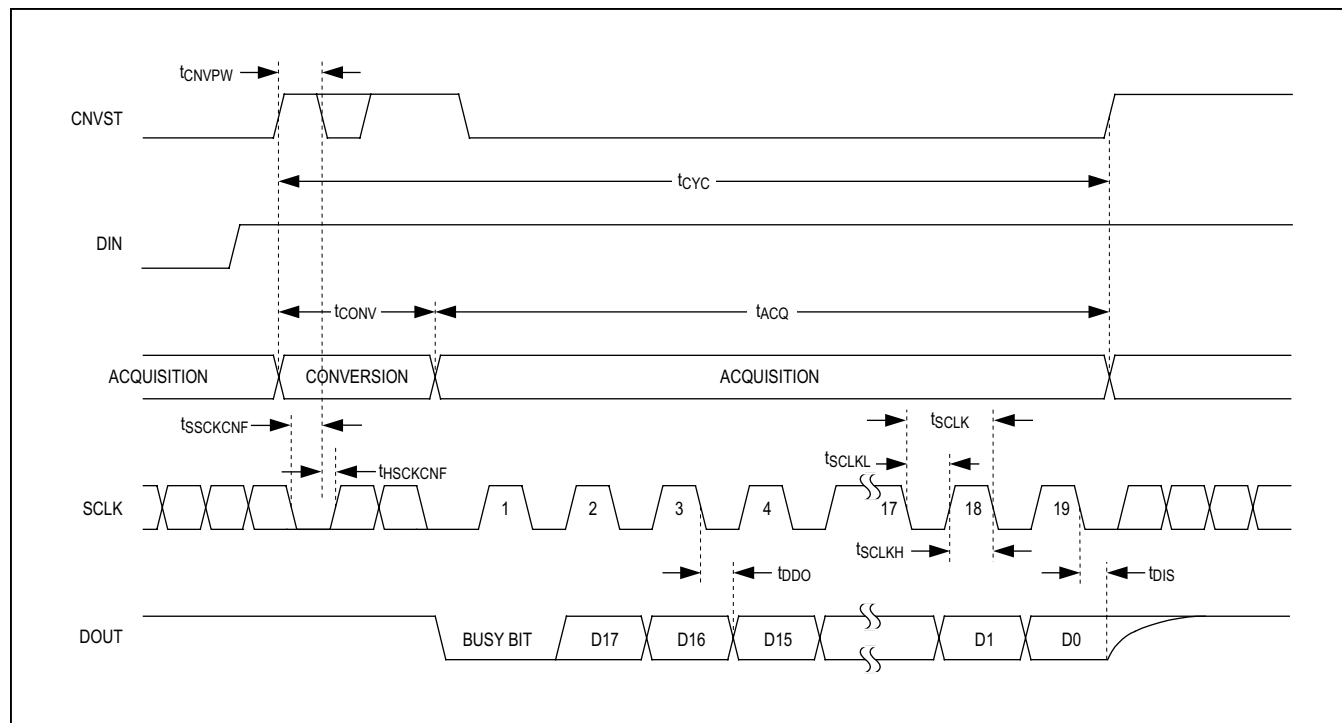 tCNVPW
CNVST
tCYC
DIN
tCONV tACQ
ACQUISITION CONVERSION ACQUISITION
tSSCKCNF tSCLK
tHSCKCNF tSCLKL
SCLK 1 2 3 4 17 18 19
tSCLKH
tDDO tDIS
DOUT BUSY BIT D17 D16 D15 D1 D0